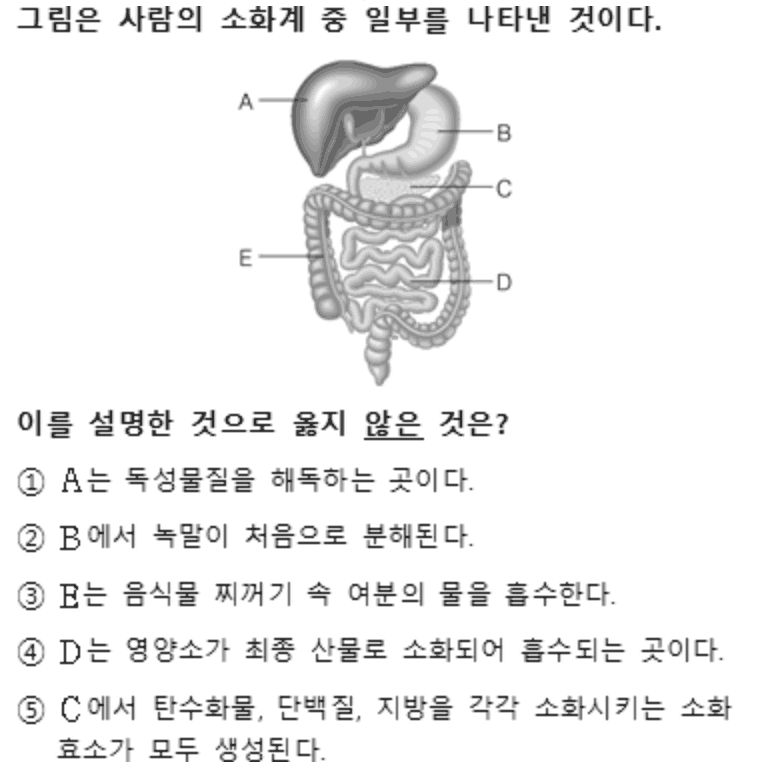 그림은 사람의 소화계 중 일부를 나타낸 것이다.
A
B
C
E
D
이를 설명한 것으로 옳지 않은 것은?
① A는 독성물질을 해독하는 곳이다.
② B에서 녹말이 처음으로 분해된다.
③ E는 음식물 찌꺼기 속 여분의 물을 흡수한다.
④ D는 영양소가 최종 산물로 소화되어 흡수되는 곳이다.
⑤ C에서 탄수화물, 단백질, 지방을 각각 소화시키는 소화
효소가 모두 생성된다.